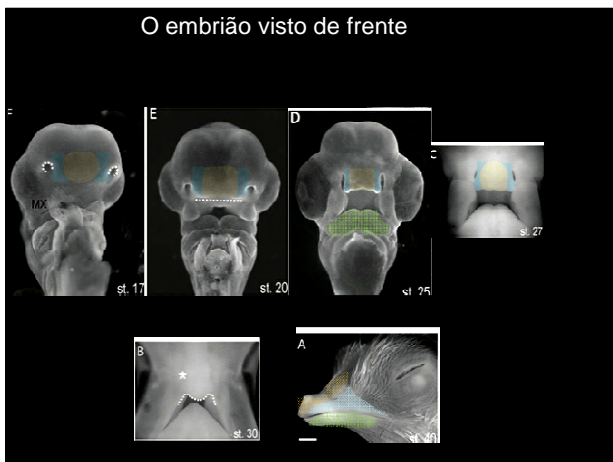 O embrião visto de frente
F
MX
st. 17
E
st. 20
D
st. 25
C
st. 27
B
*
st. 30
A
st. 40